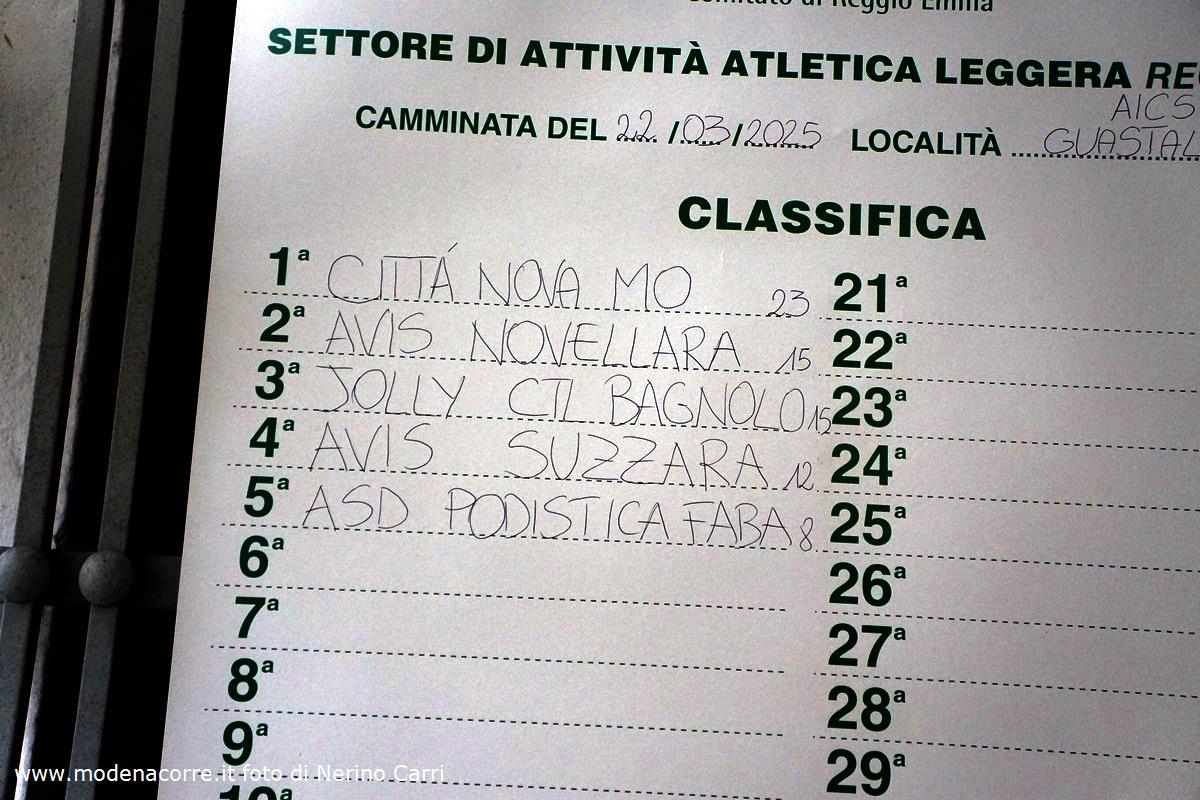 Comitato di Reggio Emilia
SETTORE DI ATTIVITÀ ATLETICA LEGGERA
AICS
CAMMINATA DEL 22/03/2025 LOCALITÀ GUASTAL
CLASSIFICA
1ª CITTÁ NOVA MO 23
2ª AVIS NOVELLARA 15
3ª JOLLY CTL BAGNOLO 15
4ª AVIS SUZZARA 12
5ª ASD PODISTICA FABA 8
6ª
7ª
8ª
9ª
10ª
21ª
22ª
23ª
24ª
25ª
26ª
27ª
28ª
29ª
www.modenacorre.it foto di Nerino Carri